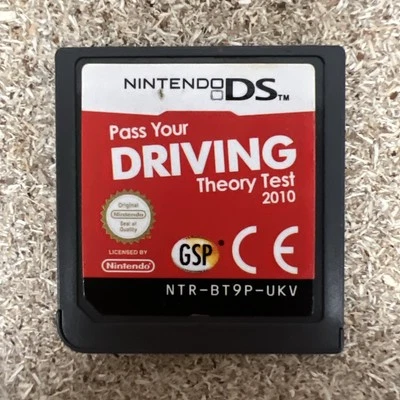 NINTENDO DS™
Pass Your
DRIVING
Theory Test
2010
Original
Nintendo
Seal of
Quality
LICENSED BY
Nintendo
GSP
CE
NTR-BT9P-UKV